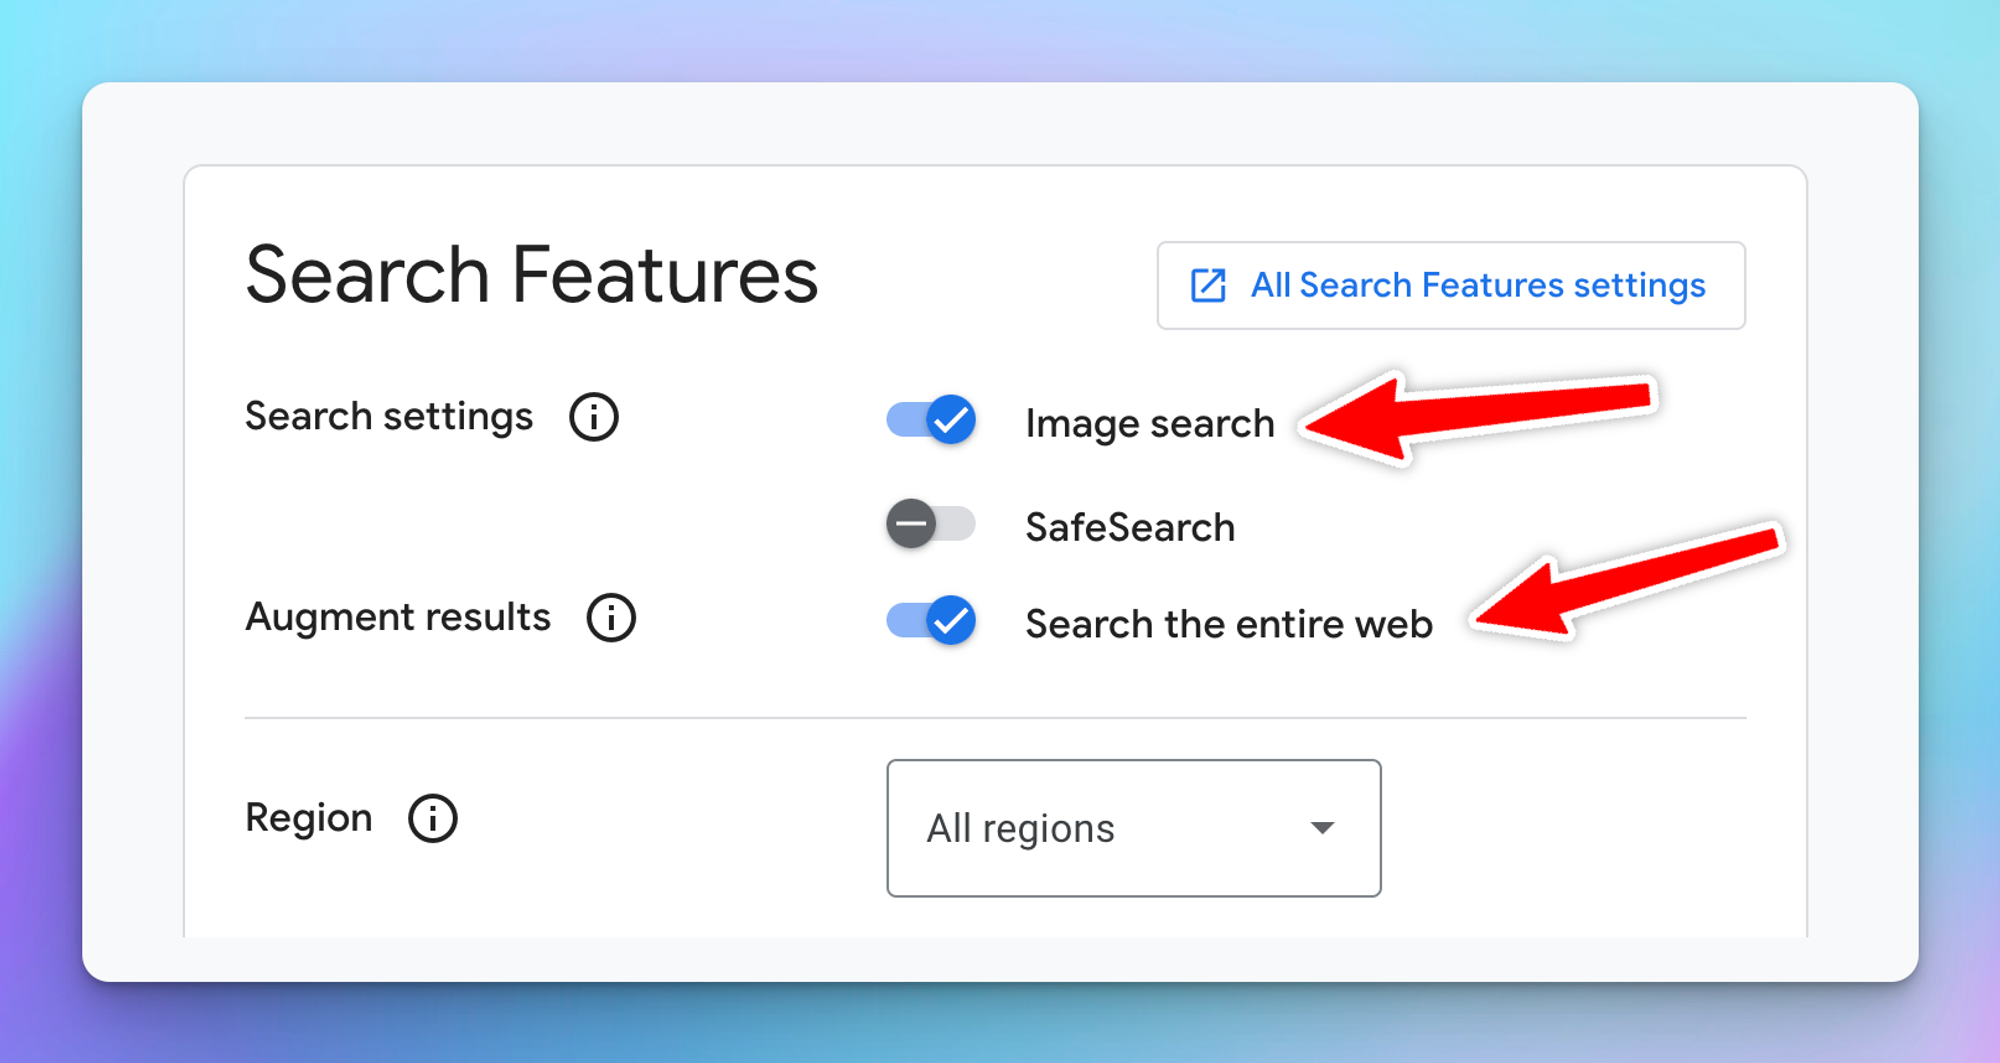 Search Features
All Search Features settings
Search settings
Image search
SafeSearch
Augment results
Search the entire web
Region
All regions